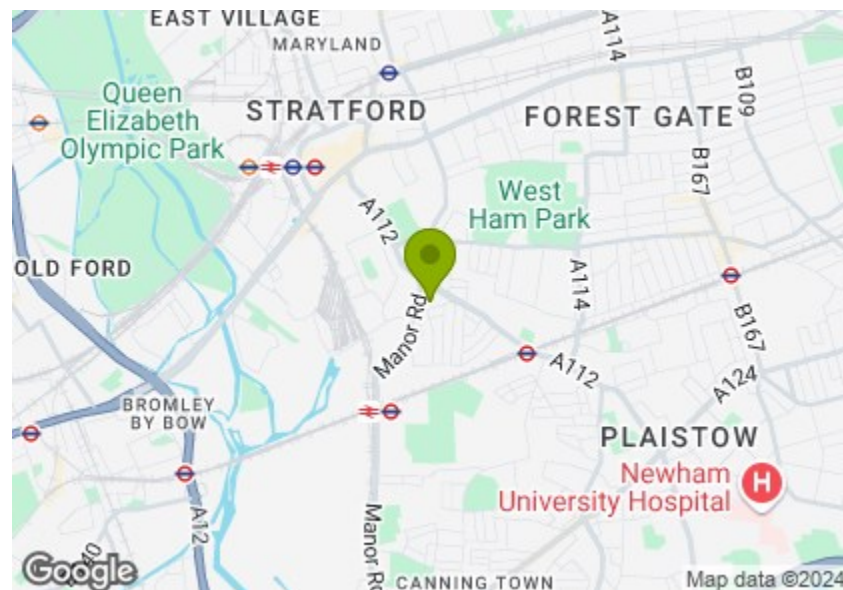 EAST VILLAGE
MARYLAND
A114
B109
Queen
Elizabeth
Olympic Park
STRATFORD
FOREST GATE
B167
West
Ham Park
A112
OLD FORD
A114
Manor Rd
B167
A112
A124
BROMLEY
BY BOW
PLAISTOW
Newham
University Hospital
H
A12
Manor Rd
CANNING TOWN
Google
Map data ©2024